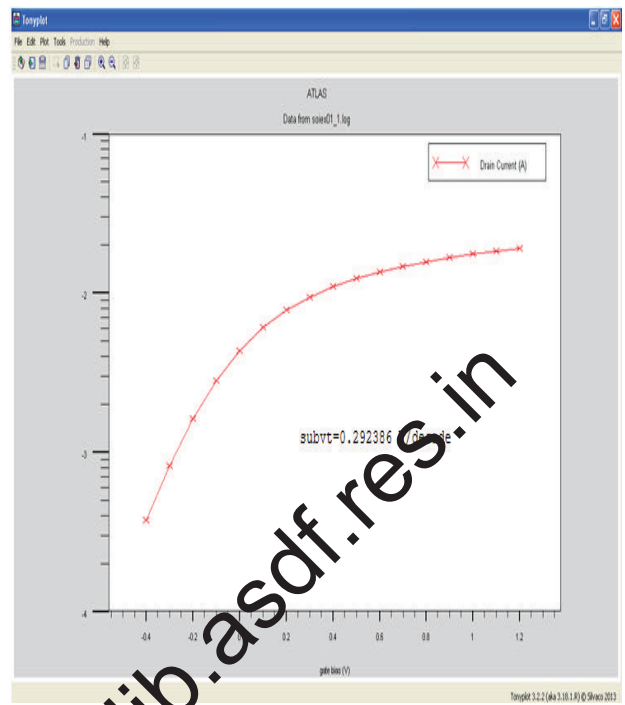 Tonyplot
File Edit Plot Tools Production Help
ATLAS
Data from soiex01_1.log
-1
Drain Current (A)
-2
subvt=0.292386
-3
-4
-0.4 -0.2 0 0.2 0.4 0.6 0.8 1 1.2
gate bias (V)
Tonyplot 3.2.2 (aka 3.10.1.R) © Silvaco 2013
lib.asdf.res.in